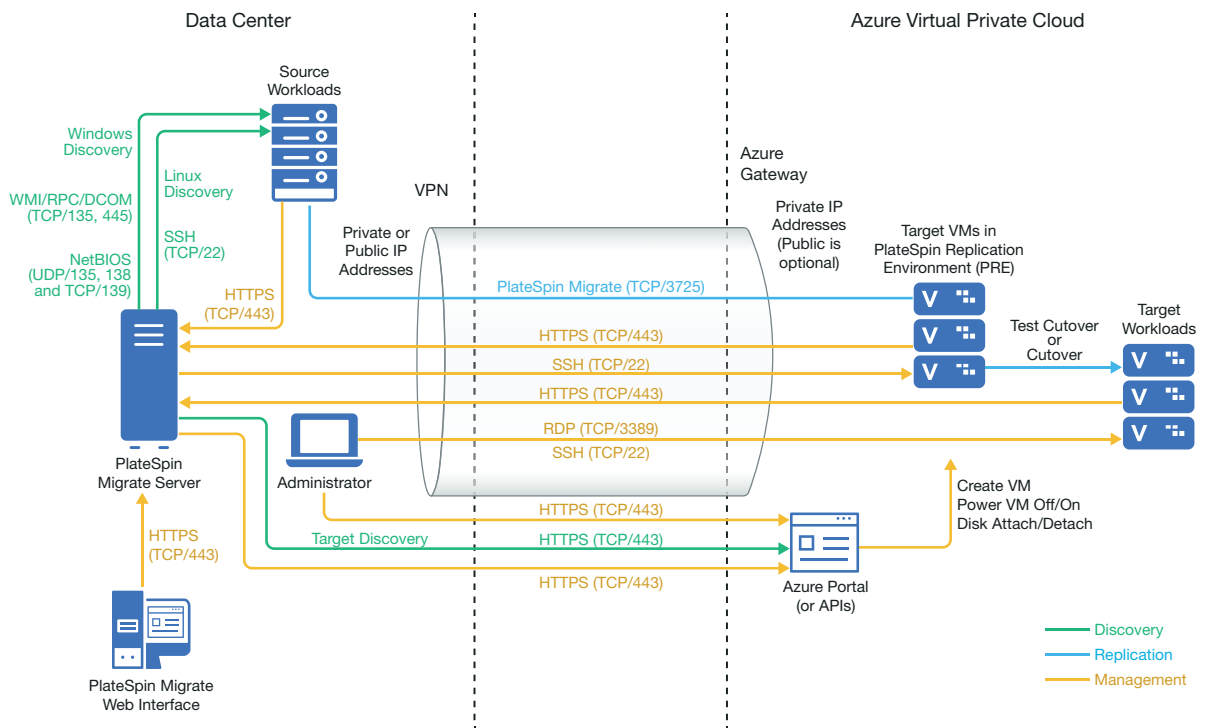 Data Center
Azure Virtual Private Cloud
Source
Workloads
Windows
Discovery
Linux
Discovery
WMI/RPC/DCOM
(TCP/135, 445)
SSH
(TCP/22)
NetBIOS
(UDP/135, 138
and TCP/139)
HTTPS
(TCP/443)
VPN
Private or
Public IP
Addresses
Azure
Gateway
Private IP
Addresses
(Public is
optional)
Target VMs in
PlateSpin Replication
Environment (PRE)
PlateSpin Migrate (TCP/3725)
V
HTTPS (TCP/443)
V
SSH (TCP/22)
V
Test Cutover
or
Cutover
Target
Workloads
V
HTTPS (TCP/443)
V
RDP (TCP/3389)
SSH (TCP/22)
V
PlateSpin
Migrate Server
Administrator
HTTPS (TCP/443)
Target Discovery
HTTPS (TCP/443)
HTTPS (TCP/443)
Create VM
Power VM Off/On
Disk Attach/Detach
Azure Portal
(or APIs)
HTTPS
(TCP/443)
PlateSpin Migrate
Web Interface
Discovery
Replication
Management